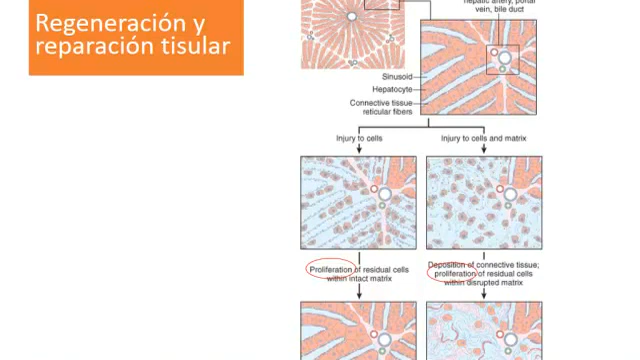 Regeneración y
reparación tisular
hepatic artery, portal
vein, bile duct
Sinusoid
Hepatocyte
Connective tissue
reticular fibers
Injury to cells
Injury to cells and matrix
Proliferation of residual cells
within intact matrix
Deposition of connective tissue;
proliferation of residual cells
within disrupted matrix